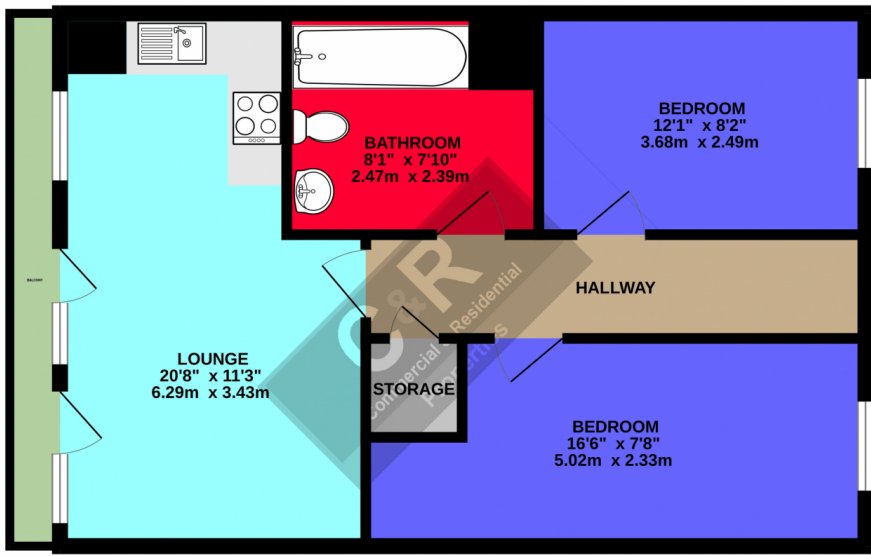 BATHROOM
8'1" x 7'10"
2.47m x 2.39m
BEDROOM
12'1" x 8'2"
3.68m x 2.49m
BALCONY
HALLWAY
LOUNGE
20'8" x 11'3"
6.29m x 3.43m
STORAGE
BEDROOM
16'6" x 7'8"
5.02m x 2.33m
C&R
Commercial & Residential
Properties